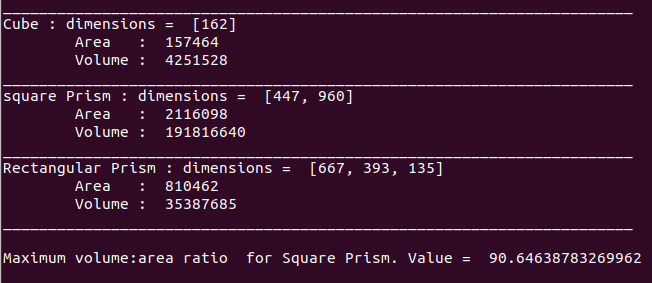 Cube : dimensions =  [162]
Area   :  157464
Volume :  4251528
square Prism : dimensions =  [447, 960]
Area   :  2116098
Volume :  191816640
Rectangular Prism : dimensions =  [667, 393, 135]
Area   :  810462
Volume :  35387685
Maximum volume:area ratio  for Square Prism. Value =  90.64638783269962